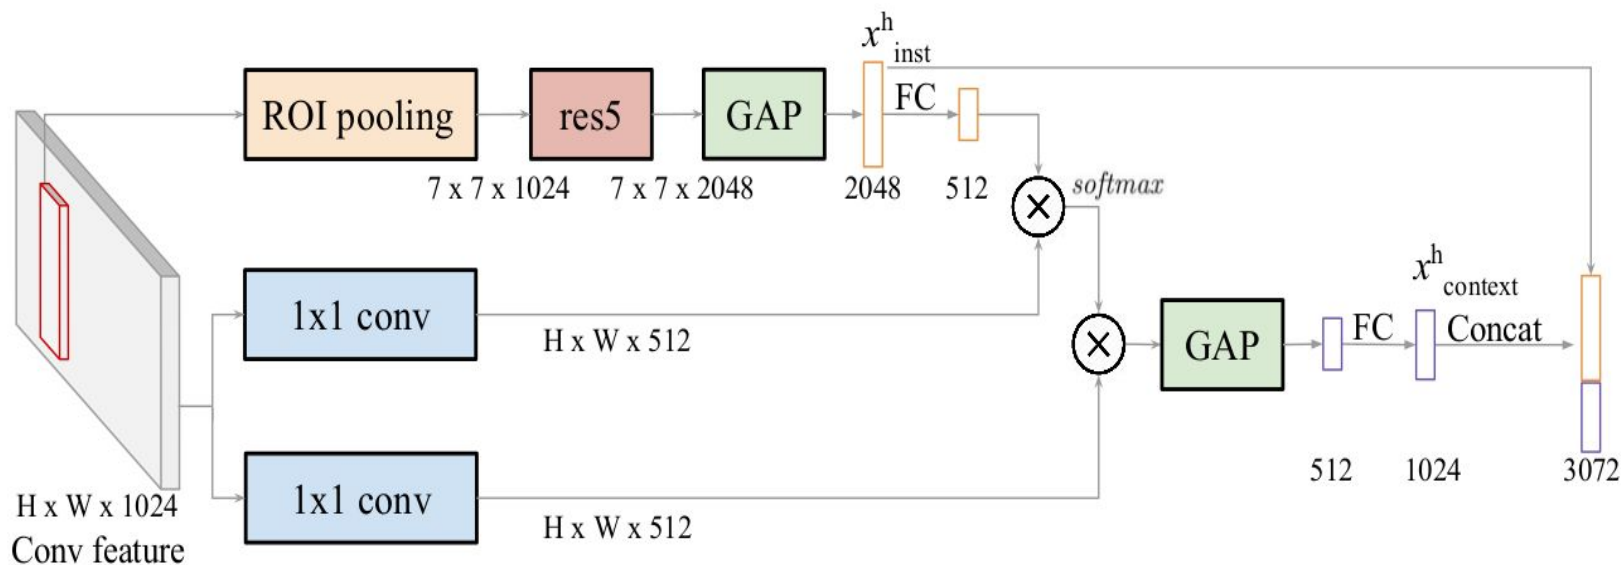 x^h_inst
ROI pooling
res5
GAP
FC
7 x 7 x 1024
7 x 7 x 2048
2048
512
softmax
1x1 conv
H x W x 512
x^h_context
GAP
FC
Concat
1x1 conv
H x W x 512
512
1024
3072
H x W x 1024
Conv feature